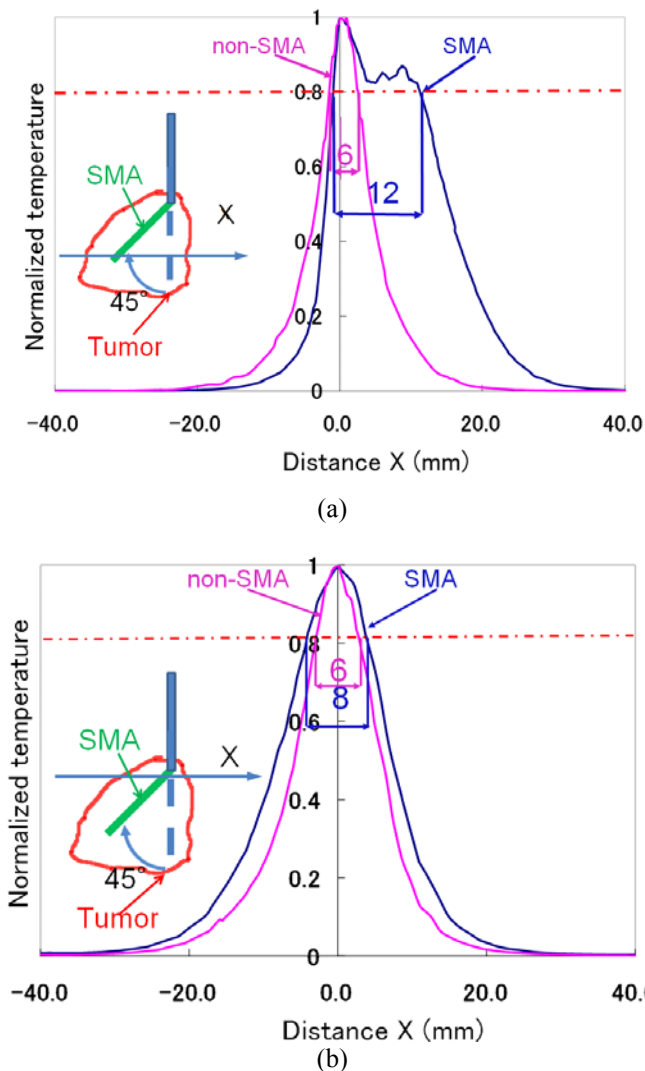 1
non-SMA
SMA
0.8
SMA
6
X
0.6
12
0.4
45°
0.2
Tumor
0
Normalized temperature
-40.0
-20.0
0.0
20.0
40.0
Distance X (mm)
(a)
1
non-SMA
SMA
0.8
6
8
SMA
X
0.6
0.4
45°
0.2
Tumor
0
Normalized temperature
-40.0
-20.0
0.0
20.0
40.
Distance X (mm)
(b)